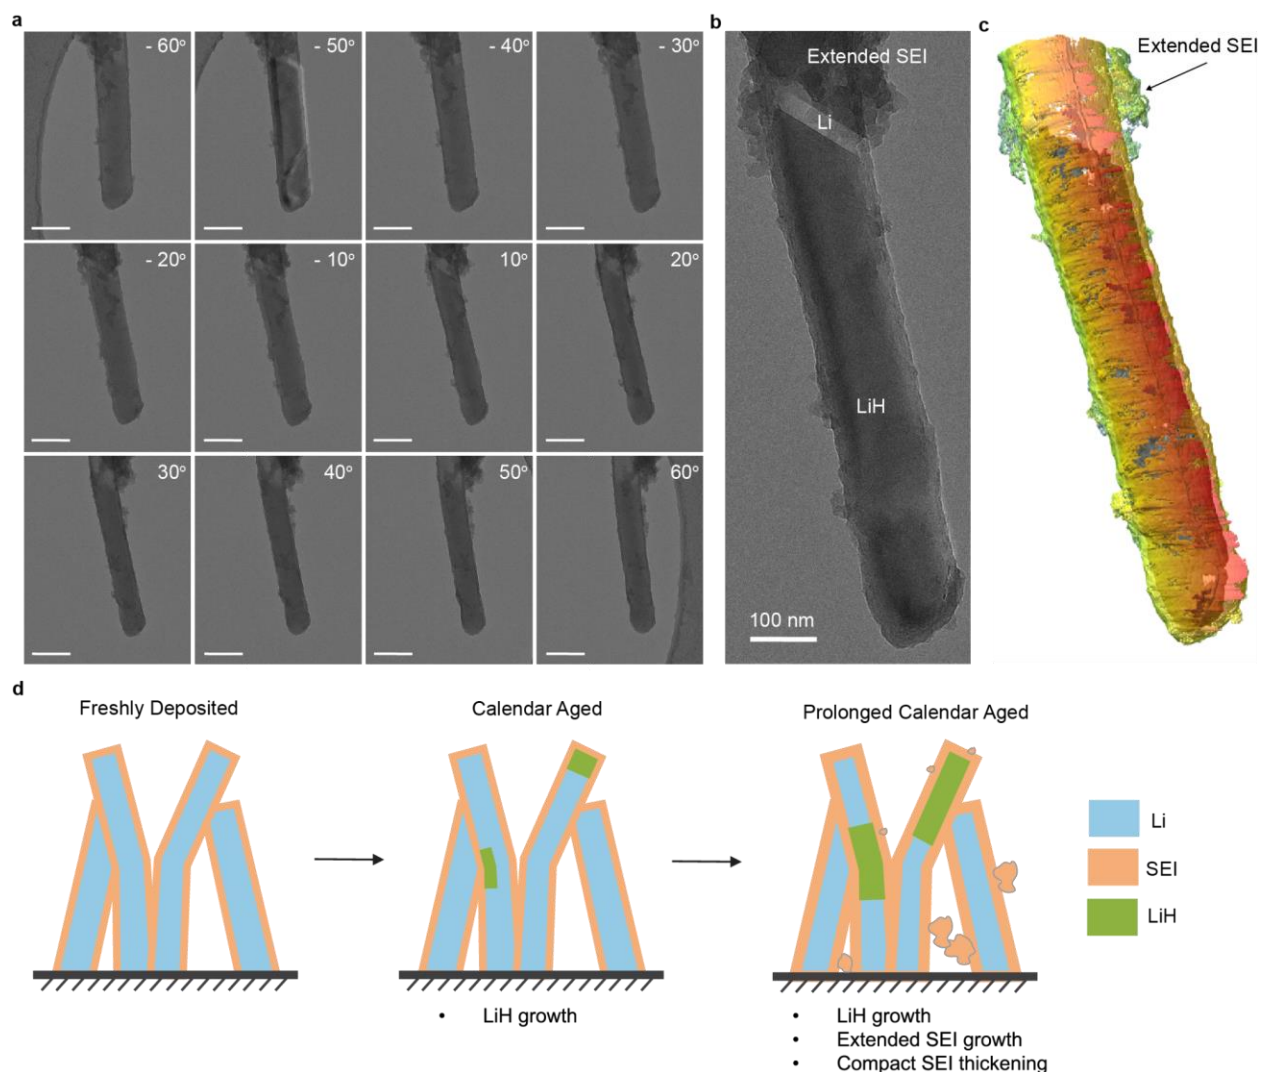 a
- 60°
- 50°
- 40°
- 30°
- 20°
- 10°
10°
20°
30°
40°
50°
60°
b
Extended SEI
Li
LiH
100 nm
c
Extended SEI
d
Freshly Deposited
Calendar Aged
Prolonged Calendar Aged
Li
SEI
LiH
• LiH growth
• LiH growth
• Extended SEI growth
• Compact SEI thickening